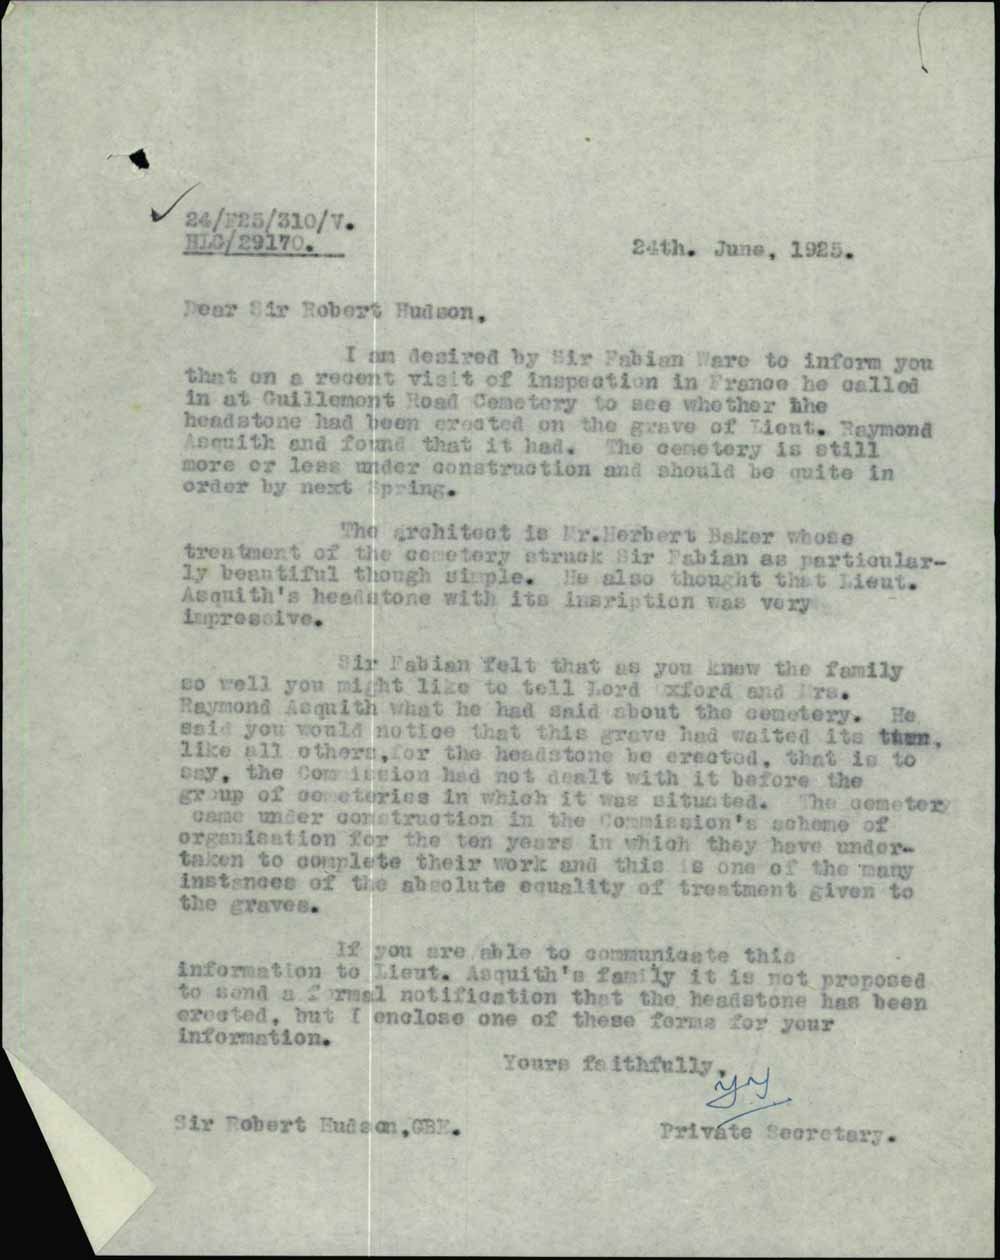 24/F25/310/V.
HLG/29170.
24th. June, 1925.
Dear Sir Robert Hudson,
I am desired by Sir Fabian Ware to inform you
that on a recent visit of inspection in France he called
in at Guillemont Road Cemetery to see whether the
headstone had been erected on the grave of Lieut. Raymond
Asquith and found that it had. The cemetery is still
more or less under construction and should be quite in
order by next Spring.
The architect is Mr.Herbert Baker whose
treatment of the cemetery struck Sir Fabian as particular-
ly beautiful though simple. He also thought that Lieut.
Asquith's headstone with its insription was very
impressive.
Sir Fabian felt that as you knew the family
so well you might like to tell Lord Oxford and Mrs.
Raymond Asquith what he had said about the cemetery. He
said you would notice that this grave had waited its turn,
like all others,for the headstone be erected, that is to
say, the Commission had not dealt with it before the
group of cemeteries in which it was situated. The cemetery
came under construction in the Commission's scheme of
organisation for the ten years in which they have under-
taken to complete their work and this is one of the many
instances of the absolute equality of treatment given to
the graves.
If you are able to communicate this
information to Lieut. Asquith's family it is not proposed
to send a formal notification that the headstone has been
erected, but I enclose one of these forms for your
information.
Yours faithfully,
Sir Robert Hudson,GBE.
Private Secretary.